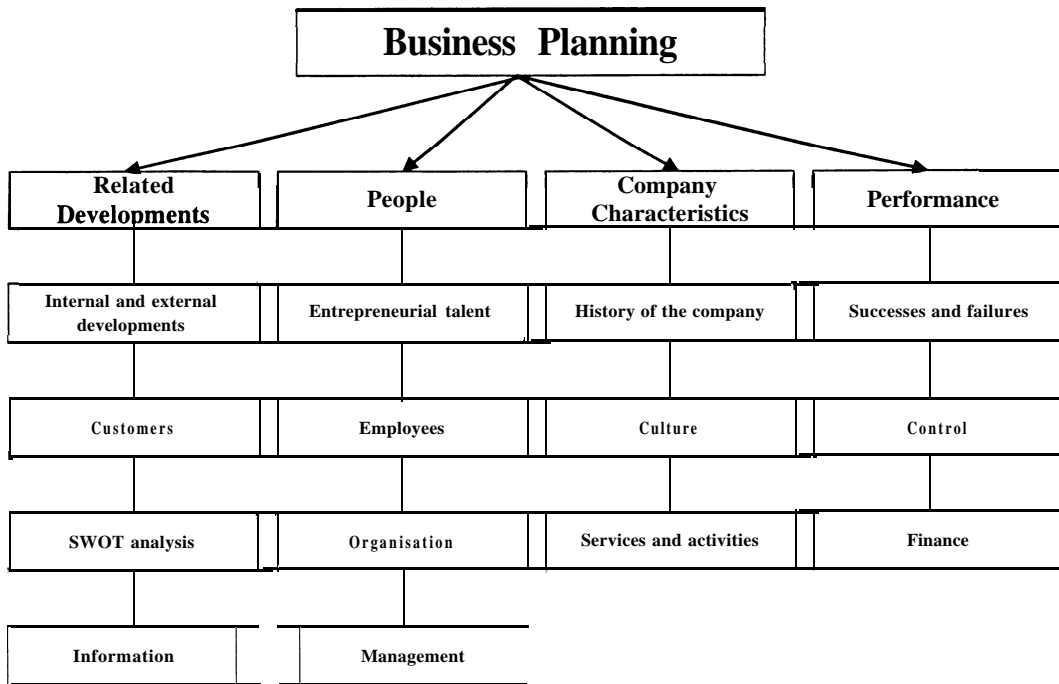 Business Planning
Related
Developments
People
Company
Characteristics
Performance
Internal and external
developments
Entrepreneurial talent
History of the company
Successes and failures
Customers
Employees
Culture
Control
SWOT analysis
Organisation
Services and activities
Finance
Information
Management